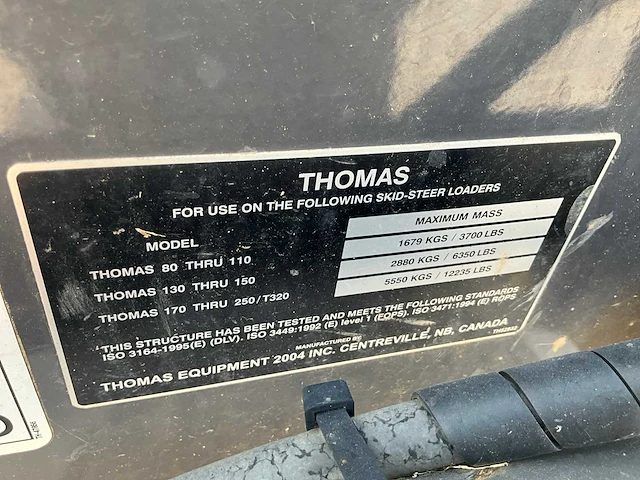 THOMAS
FOR USE ON THE FOLLOWING SKID-STEER LOADERS
MODEL MAXIMUM MASS
THOMAS 80 THRU 110 1679 KGS / 3700 LBS
THOMAS 130 THRU 150 2880 KGS / 6350 LBS
THOMAS 170 THRU 250/T320 5550 KGS / 12235 LBS
THIS STRUCTURE HAS BEEN TESTED AND MEETS THE FOLLOWING STANDARDS
ISO 3164-1995(E) (DLV). ISO 3449:1992 (E) level 1 (FOPS). ISO 3471:1994 (E) ROPS
MANUFACTURED BY
THOMAS EQUIPMENT 2004 INC. CENTREVILLE, NB, CANADA